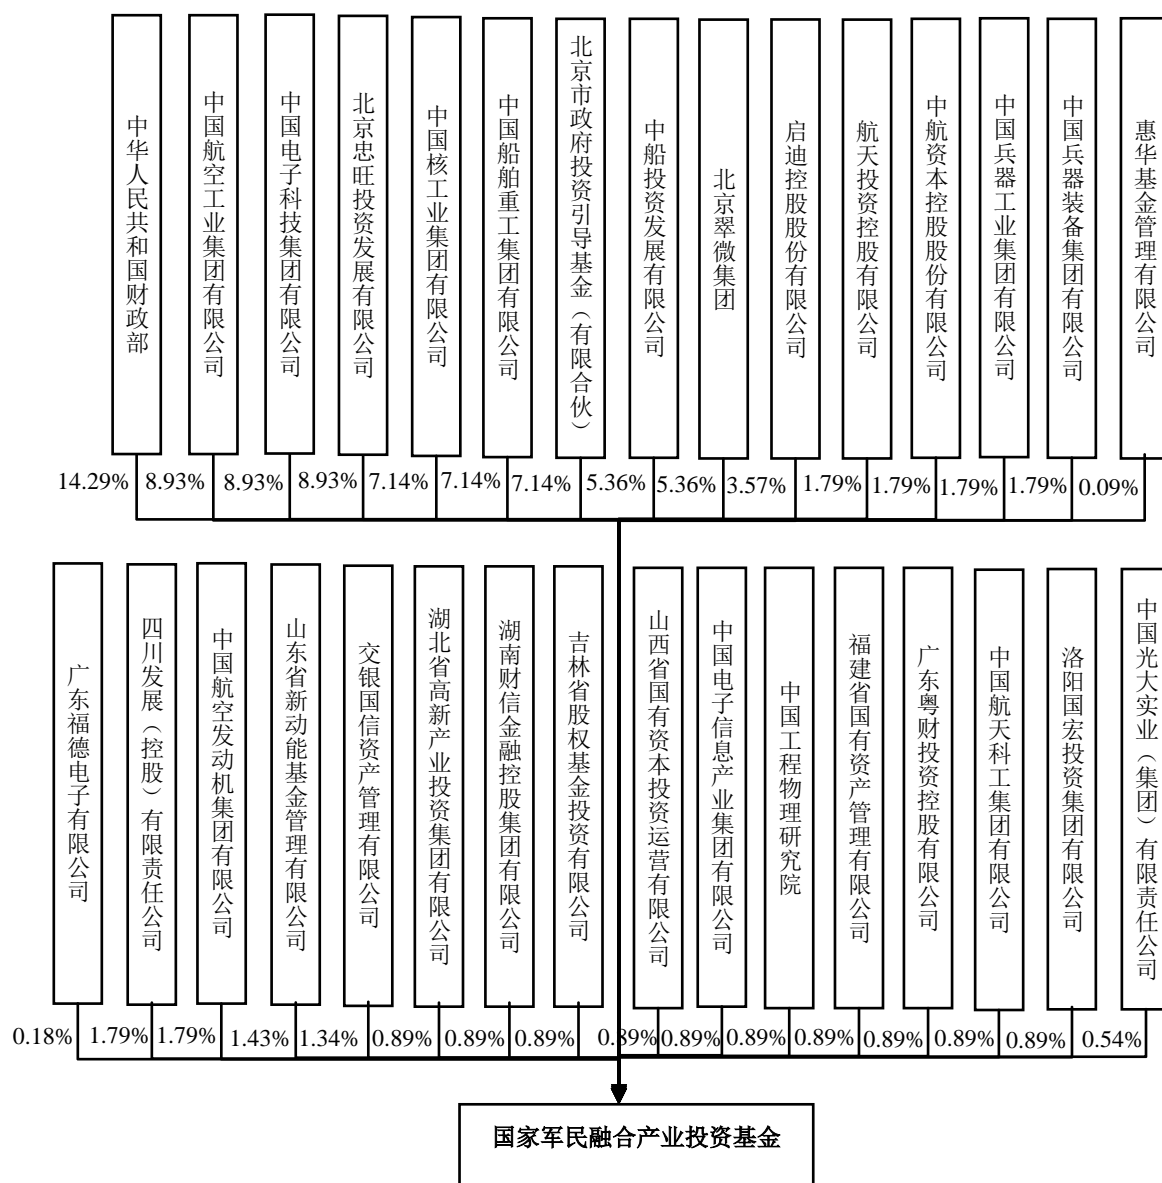 中华人民共和国财政部
中国航空工业集团有限公司
中国电子科技集团有限公司
北京忠旺投资发展有限公司
中国核工业集团有限公司
中国船舶重工集团有限公司
北京市政府投资引导基金（有限合伙）
中船投资发展有限公司
北京翠微集团
启迪控股股份有限公司
航天投资控股有限公司
中航资本控股股份有限公司
中国兵器工业集团有限公司
中国兵器装备集团有限公司
惠华基金管理有限公司
14.29%
8.93%
8.93%
8.93%
7.14%
7.14%
7.14%
5.36%
5.36%
3.57%
1.79%
1.79%
1.79%
1.79%
0.09%
广东福德电子有限公司
四川发展（控股）有限责任公司
中国航空发动机集团有限公司
山东省新动能基金管理有限公司
交银国信资产管理有限公司
湖北省高新产业投资集团有限公司
湖南财信金融控股集团有限公司
吉林省股权基金投资有限公司
山西省国有资本投资运营有限公司
中国电子信息产业集团有限公司
中国工程物理研究院
福建省国有资产管理有限公司
广东粤财投资控股有限公司
中国航天科工集团有限公司
洛阳国宏投资集团有限公司
中国光大实业（集团）有限责任公司
0.18%
1.79%
1.79%
1.43%
1.34%
0.89%
0.89%
0.89%
0.89%
0.89%
0.89%
0.89%
0.89%
0.89%
0.89%
0.54%
国家军民融合产业投资基金